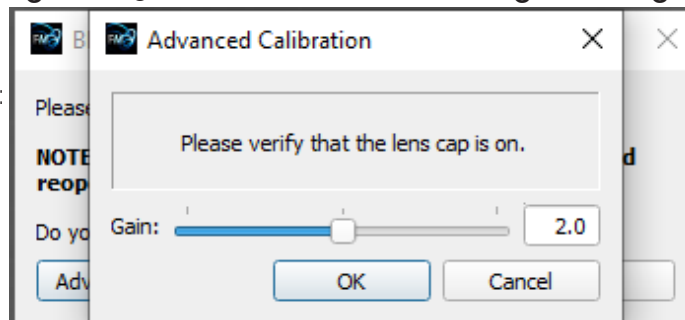 Advanced Calibration
Please
Please verify that the lens cap is on.
NOTE
d
reop
Do yo
Gain:
2.0
Adv
OK
Cancel